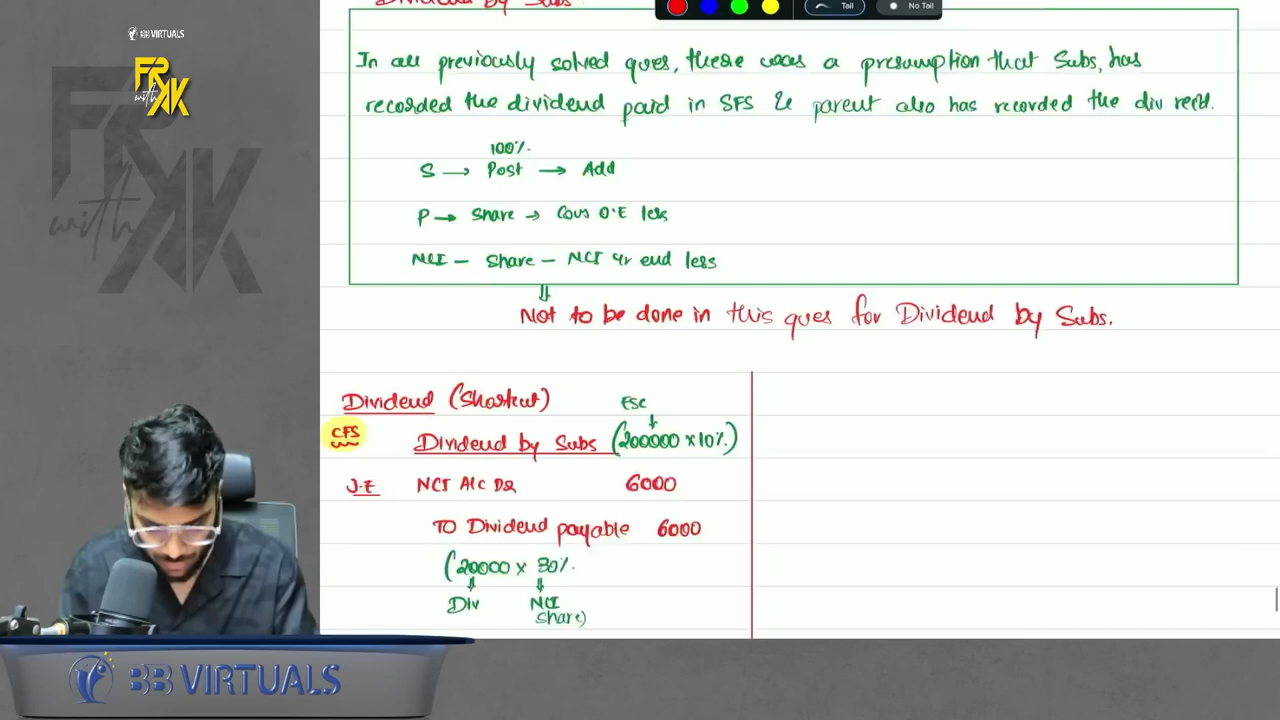 Dividend by Subs
Tail
No Tail
BB VIRTUALS
FR
with AK
In all previously solved ques, there was a presumption that Subs, has
recorded the dividend paid in SFS & parent also has recorded the div recd.
100%.
S → Post → Add
P → Share → Cons O.E less
NCI – Share – NCI yr end less
Not to be done in this ques for Dividend by Subs.
Dividend (Shortcut)
ESC
CFS
Dividend by Subs (200000 x 10%.)
J.E NCI A/C DR 6000
TO Dividend payable 6000
(20000 x 30%.
Div NCI
share)
BB VIRTUALS